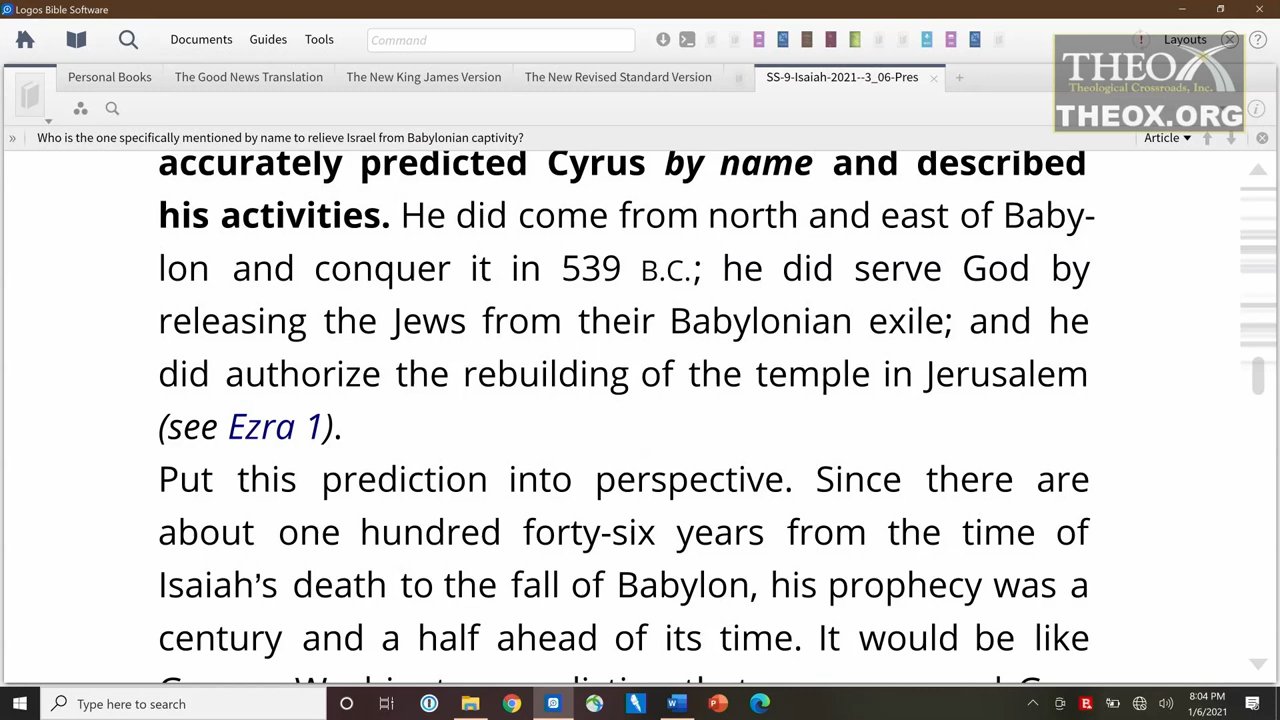 Logos Bible Software
Documents Guides Tools Command Layouts
Personal Books The Good News Translation The New King James Version The New Revised Standard Version SS-9-Isaiah-2021--3_06-Pres
THEOX
Theological Crossroads, Inc.
THEOX.ORG
» Who is the one specifically mentioned by name to relieve Israel from Babylonian captivity? Article
accurately predicted Cyrus by name and described
his activities. He did come from north and east of Baby-
lon and conquer it in 539 B.C.; he did serve God by
releasing the Jews from their Babylonian exile; and he
did authorize the rebuilding of the temple in Jerusalem
(see Ezra 1).
Put this prediction into perspective. Since there are
about one hundred forty-six years from the time of
Isaiah's death to the fall of Babylon, his prophecy was a
century and a half ahead of its time. It would be like
Type here to search
8:04 PM
1/6/2021